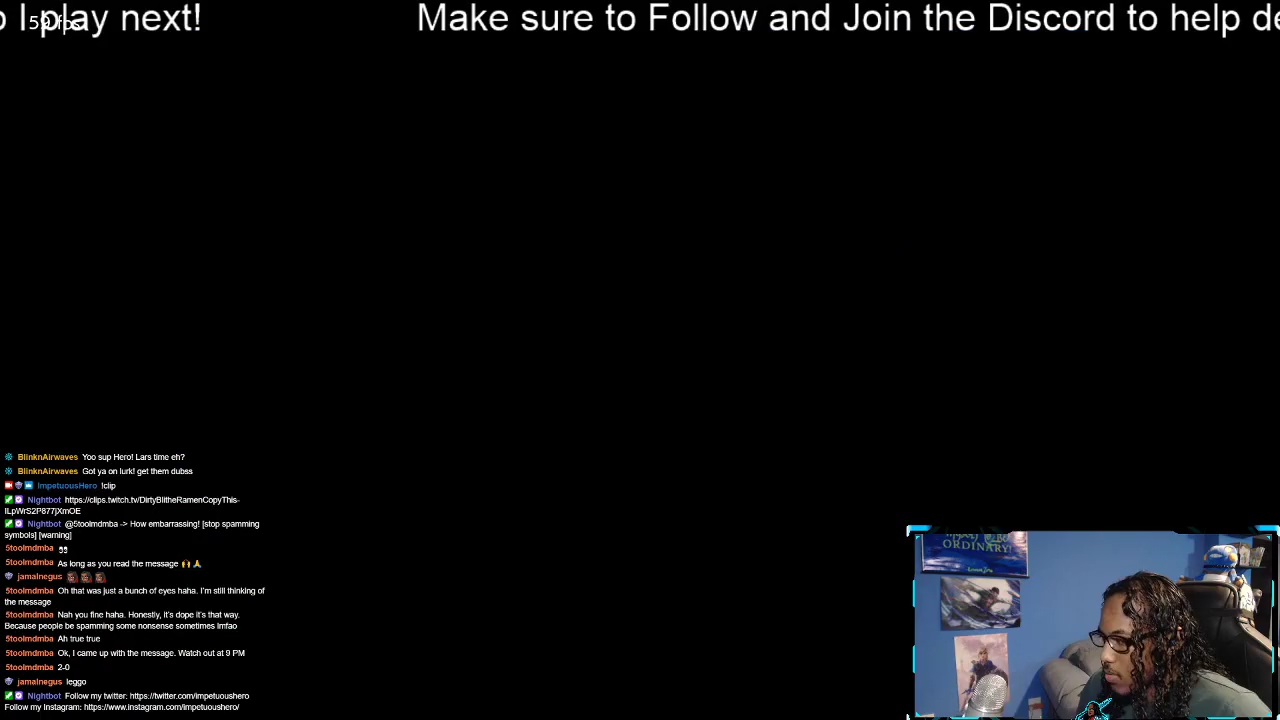 o I play next! Make sure to Follow and Join the Discord to help de
59 fps
BlinknAirwaves Yoo sup Hero! Lars time eh?
BlinknAirwaves Got ya on lurk! get them dubss
ImpetuousHero !clip
Nightbot https://clips.twitch.tv/DirtyBlitheRamenCopyThis-
ILpWrS2P877jXmOE
Nightbot @5toolmdmba -> How embarrassing! [stop spamming
symbols] [warning]
5toolmdmba 👀
5toolmdmba As long as you read the message 🙌 🙏
jamalnegus
5toolmdmba Oh that was just a bunch of eyes haha. I'm still thinking of
the message
5toolmdmba Nah you fine haha. Honestly, it's dope it's that way.
Because people be spamming some nonsense sometimes lmfao
5toolmdmba Ah true true
5toolmdmba Ok, I came up with the message. Watch out at 9 PM
5toolmdmba 2-0
jamalnegus leggo
Nightbot Follow my twitter: https://twitter.com/impetuoushero
Follow my Instagram: https://www.instagram.com/impetuoushero/
ORDINARY!